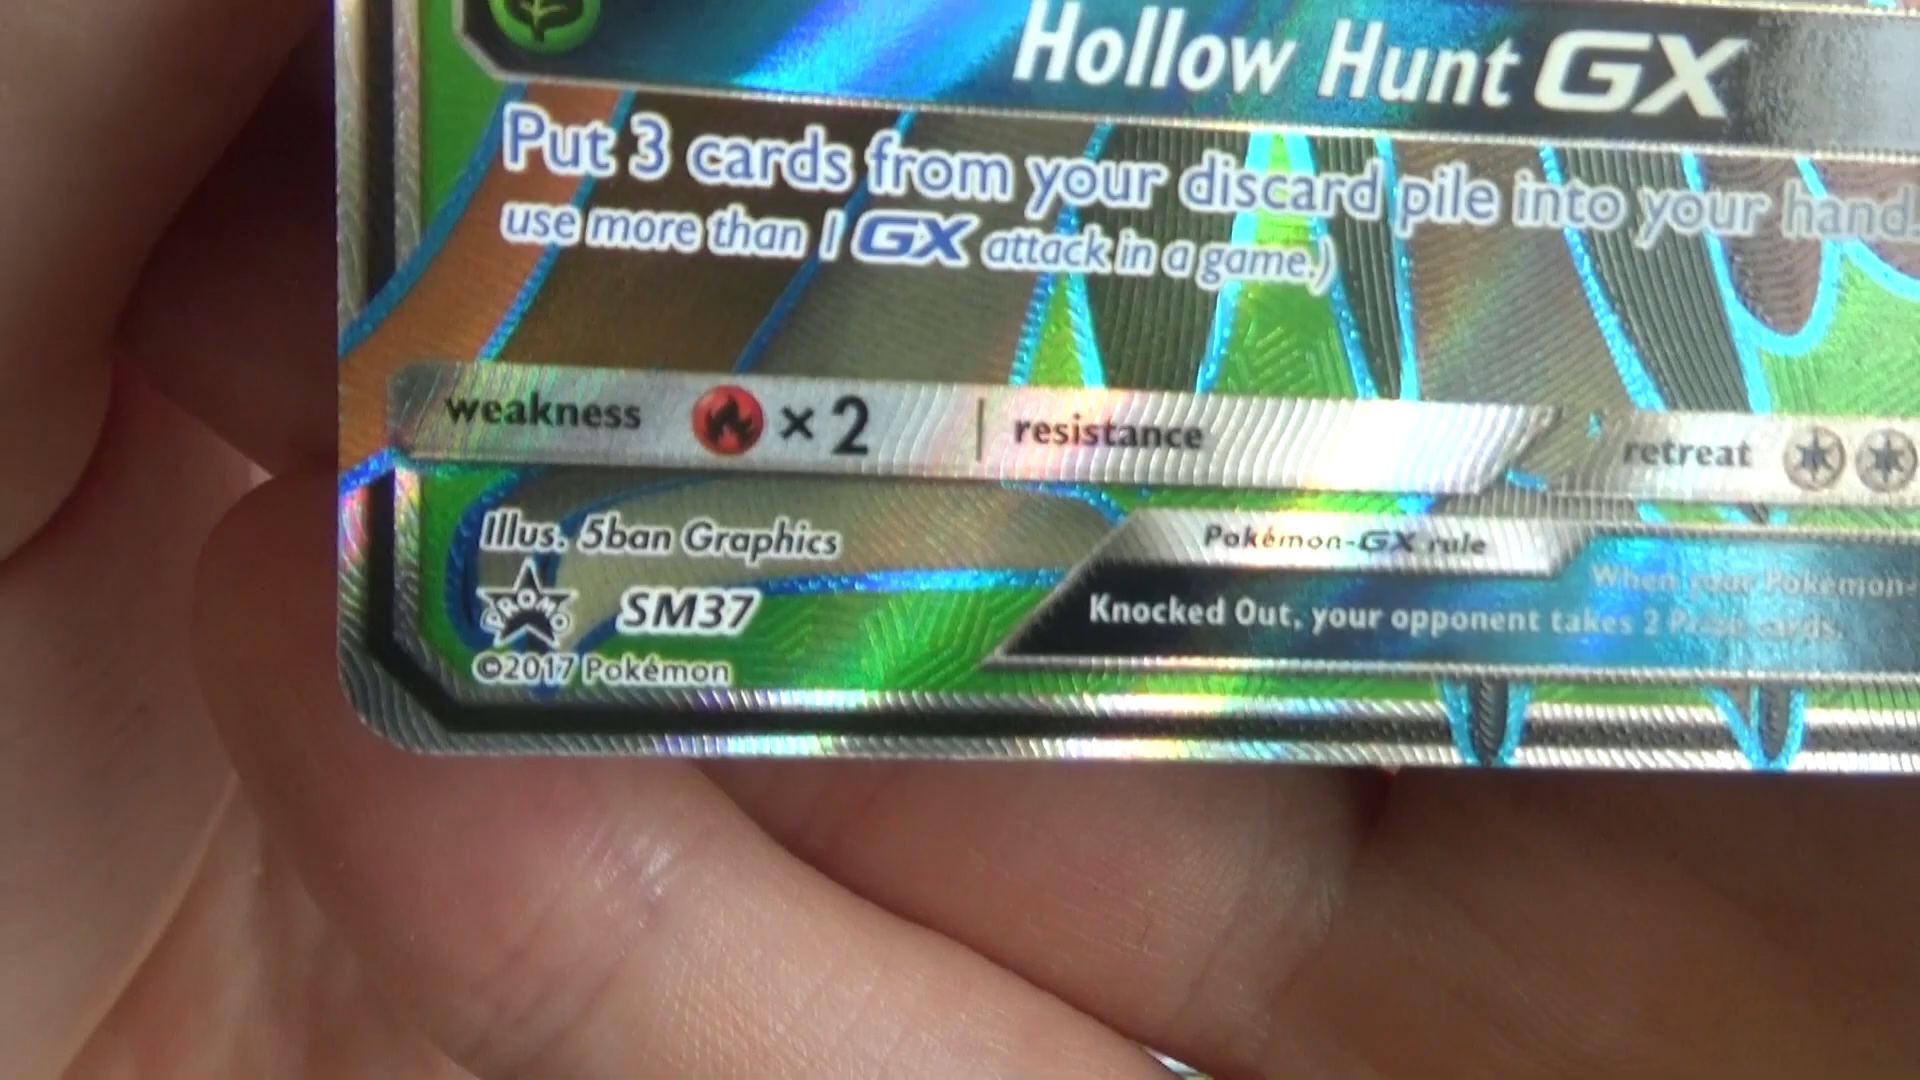 Hollow Hunt GX
Put 3 cards from your discard pile into your hand.
use more than 1 GX attack in a game.)
weakness ×2 resistance retreat
Illus. 5ban Graphics
Pokémon-GX rule
When your Pokémon-
PROMO SM37
Knocked Out, your opponent takes 2 Prize cards.
©2017 Pokémon